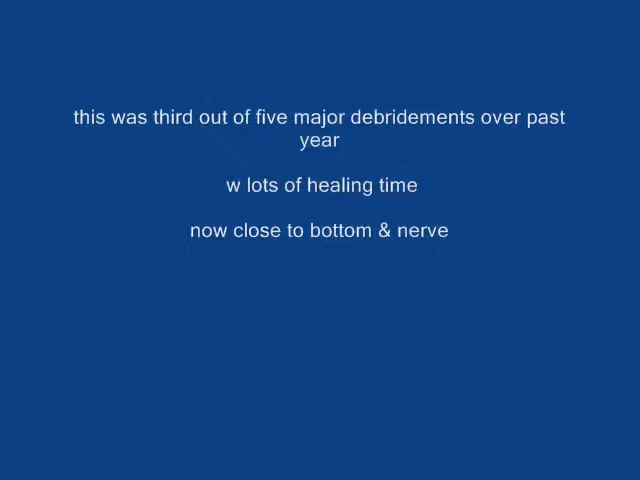 this was third out of five major debridements over past
year
w lots of healing time
now close to bottom & nerve